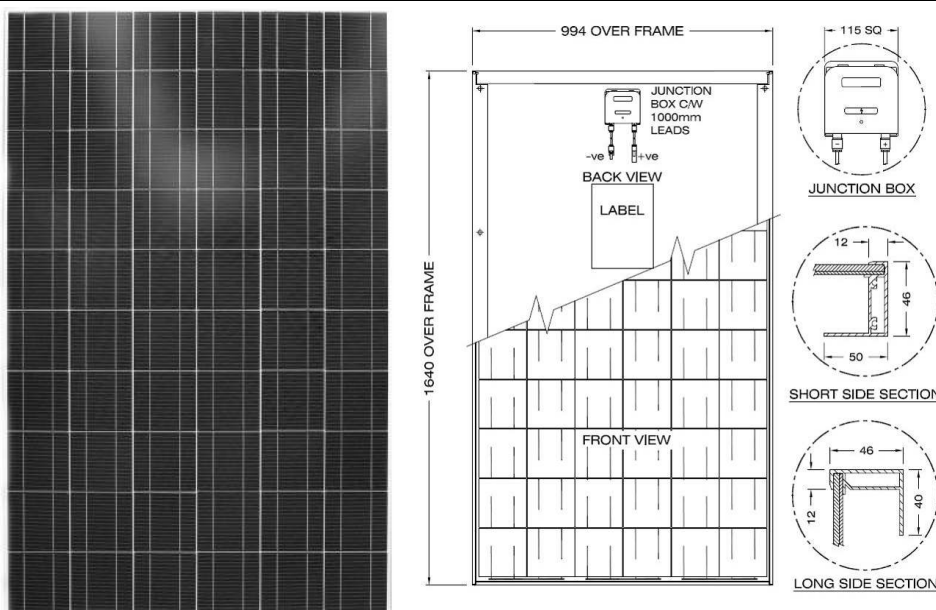 994 OVER FRAME
1640 OVER FRAME
JUNCTION
BOX C/W
1000mm
LEADS
-ve
+ve
BACK VIEW
LABEL
FRONT VIEW
115 SQ
- +
JUNCTION BOX
12
46
50
SHORT SIDE SECTION
46
12
40
LONG SIDE SECTION